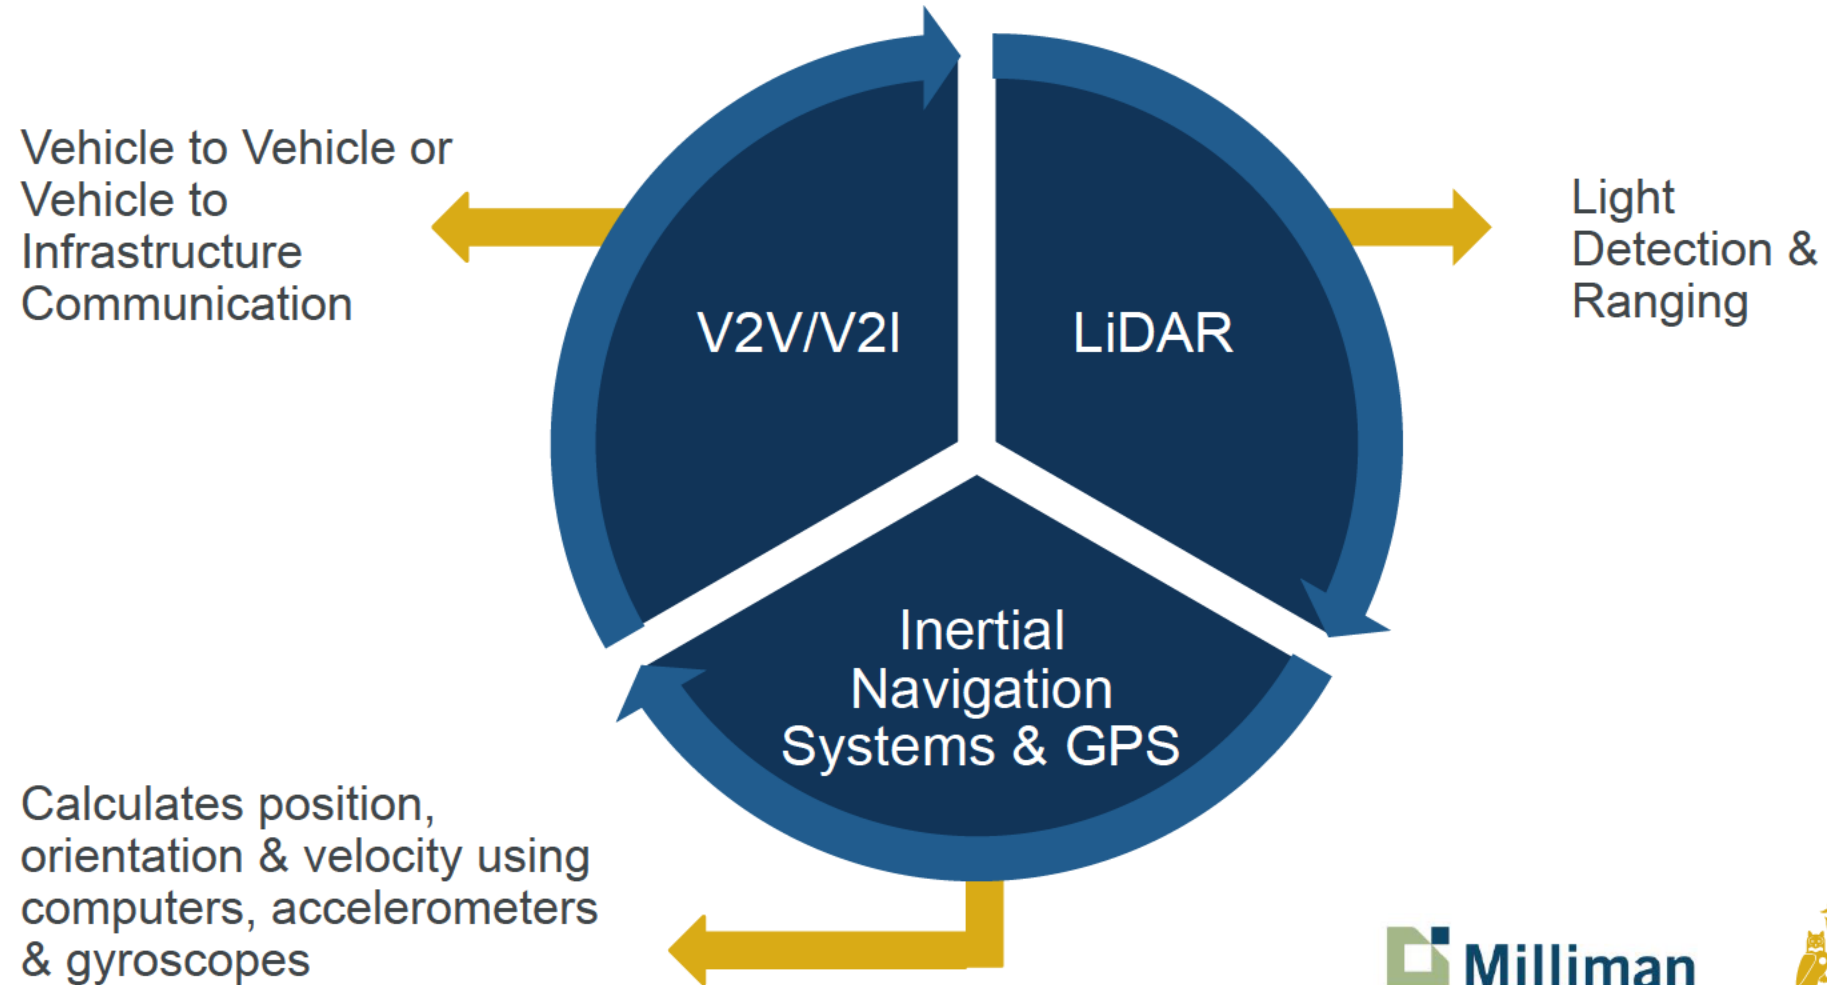 Vehicle to Vehicle or
Vehicle to
Infrastructure
Communication
V2V/V2I
LiDAR
Light
Detection &
Ranging
Inertial
Navigation
Systems & GPS
Calculates position,
orientation & velocity using
computers, accelerometers
& gyroscopes
Milliman